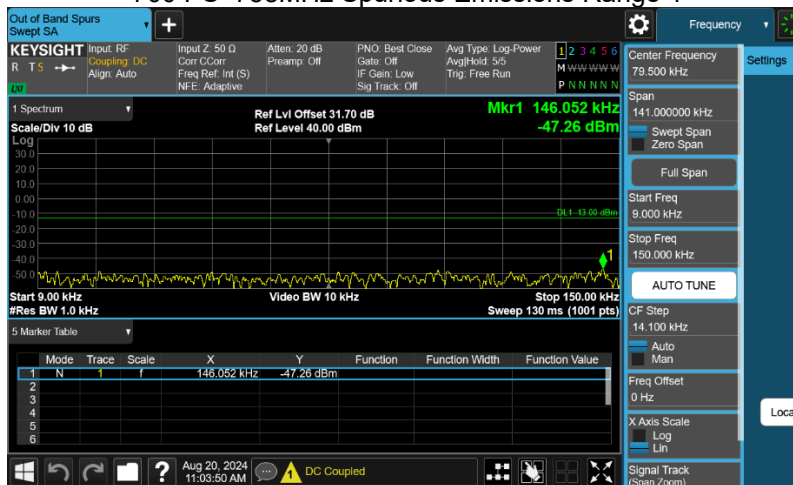 Out of Band Spurs
Swept SA
KEYSIGHT
R T S
LXI
Input: RF
Coupling: DC
Align: Auto
Input Z: 50 Ω
Corr CCorr
Freq Ref: Int (S)
NFE: Adaptive
Atten: 20 dB
Preamp: Off
PNO: Best Close
Gate: Off
IF Gain: Low
Sig Track: Off
Avg Type: Log-Power
Avg|Hold: 5/5
Trig: Free Run
1 2 3 4 5 6
M W W W W W
P N N N N N
1 Spectrum
Scale/Div 10 dB
Ref Lvl Offset 31.70 dB
Ref Level 40.00 dBm
Mkr1 146.052 kHz
-47.26 dBm
Log
30.0
20.0
10.0
0.00
-10.0
-20.0
-30.0
-40.0
-50.0
DL1 -13.00 dBm
1
Start 9.00 kHz
#Res BW 1.0 kHz
Video BW 10 kHz
Stop 150.00 kHz
Sweep 130 ms (1001 pts)
5 Marker Table
Mode Trace Scale X Y Function Function Width Function Value
1 N 1 f 146.052 kHz -47.26 dBm
2
3
4
5
6
?
Aug 20, 2024
11:03:50 AM
1 DC Coupled
Frequency
Settings
Center Frequency
79.500 kHz
Span
141.000000 kHz
Swept Span
Zero Span
Full Span
Start Freq
9.000 kHz
Stop Freq
150.000 kHz
AUTO TUNE
CF Step
14.100 kHz
Auto
Man
Freq Offset
0 Hz
X Axis Scale
Log
Lin
Signal Track
(Span Zoom)
Loca